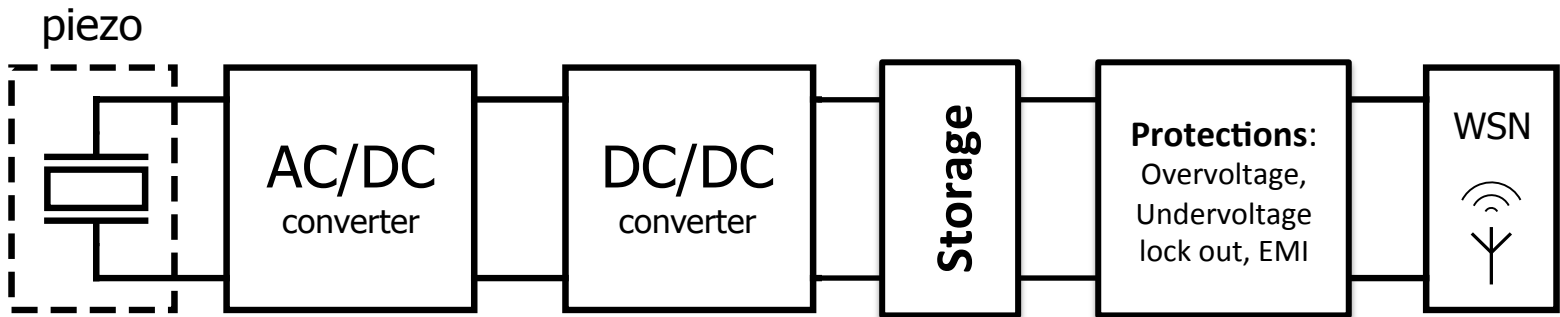 piezo
AC/DC
converter
DC/DC
converter
Storage
Protections:
Overvoltage,
Undervoltage
lock out, EMI
WSN